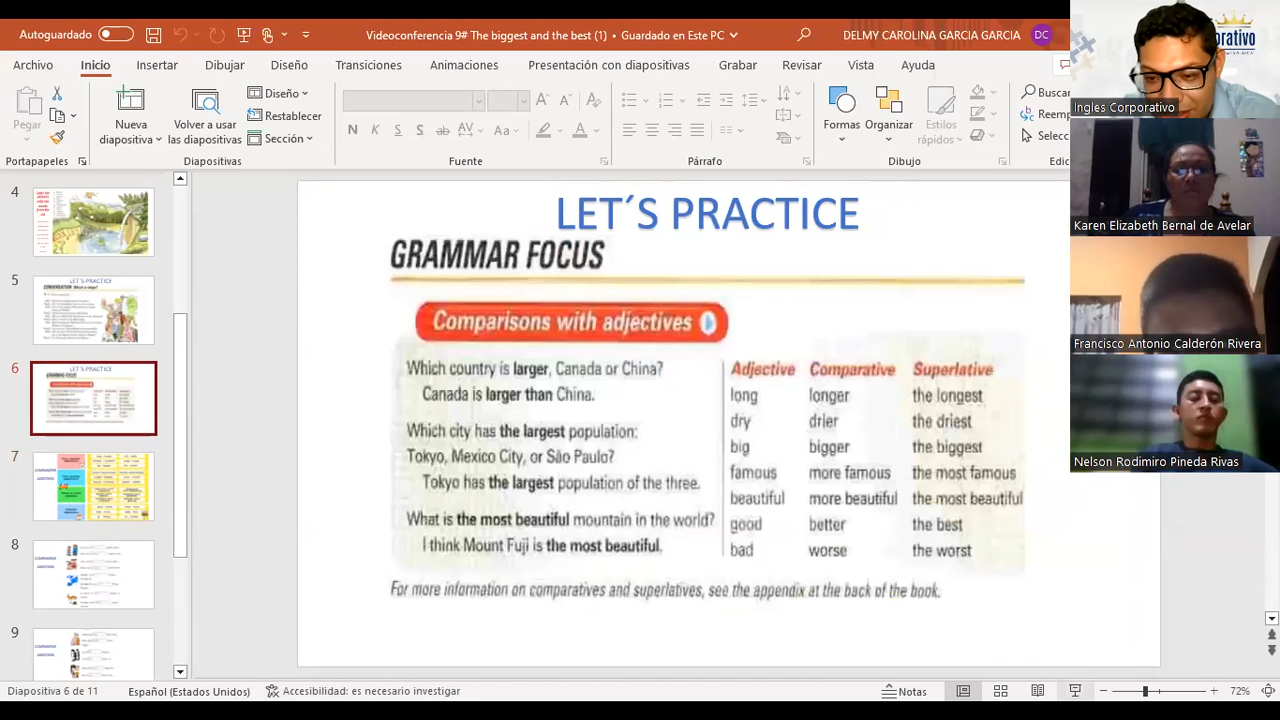 Autoguardado
Videoconferencia 9# The biggest and the best (1) • Guardado en Este PC
DELMY CAROLINA GARCIA GARCIA
DC
Archivo Inicio Insertar Dibujar Diseño Transiciones Animaciones Presentación con diapositivas Grabar Revisar Vista Ayuda
Pegar
Nueva diapositiva
Volver a usar las diapositivas
Diseño
Restablecer
Sección
Formas
Organizar
Estilos rápidos
Buscar
Reemp
Selecc
Portapapeles
Diapositivas
Fuente
Párrafo
Dibujo
Edic
Ingles Corporativo
Karen Elizabeth Bernal de Avelar
Francisco Antonio Calderón Rivera
Nelson Rodimiro Pineda Rivas
4
5
6
7
8
9
LET´S PRACTICE
GRAMMAR FOCUS
Comparisons with adjectives
Which country is larger, Canada or China?
Canada is larger than China.
Which city has the largest population:
Tokyo, Mexico City, or São Paulo?
Tokyo has the largest population of the three.
What is the most beautiful mountain in the world?
I think Mount Fuji is the most beautiful.
Adjective Comparative Superlative
long longer the longest
dry drier the driest
big bigger the biggest
famous more famous the most famous
beautiful more beautiful the most beautiful
good better the best
bad worse the worst
For more information on comparatives and superlatives, see the appendix at the back of the book.
Diapositiva 6 de 11
Español (Estados Unidos)
Accesibilidad: es necesario investigar
Notas
72%